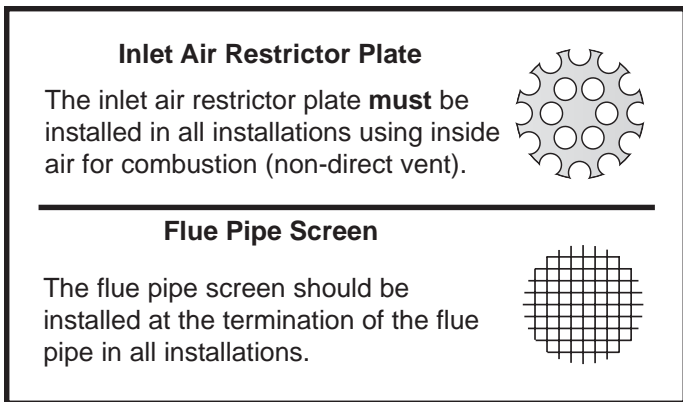 Inlet Air Restrictor Plate
The inlet air restrictor plate must be
installed in all installations using inside
air for combustion (non-direct vent).
Flue Pipe Screen
The flue pipe screen should be
installed at the termination of the flue
pipe in all installations.